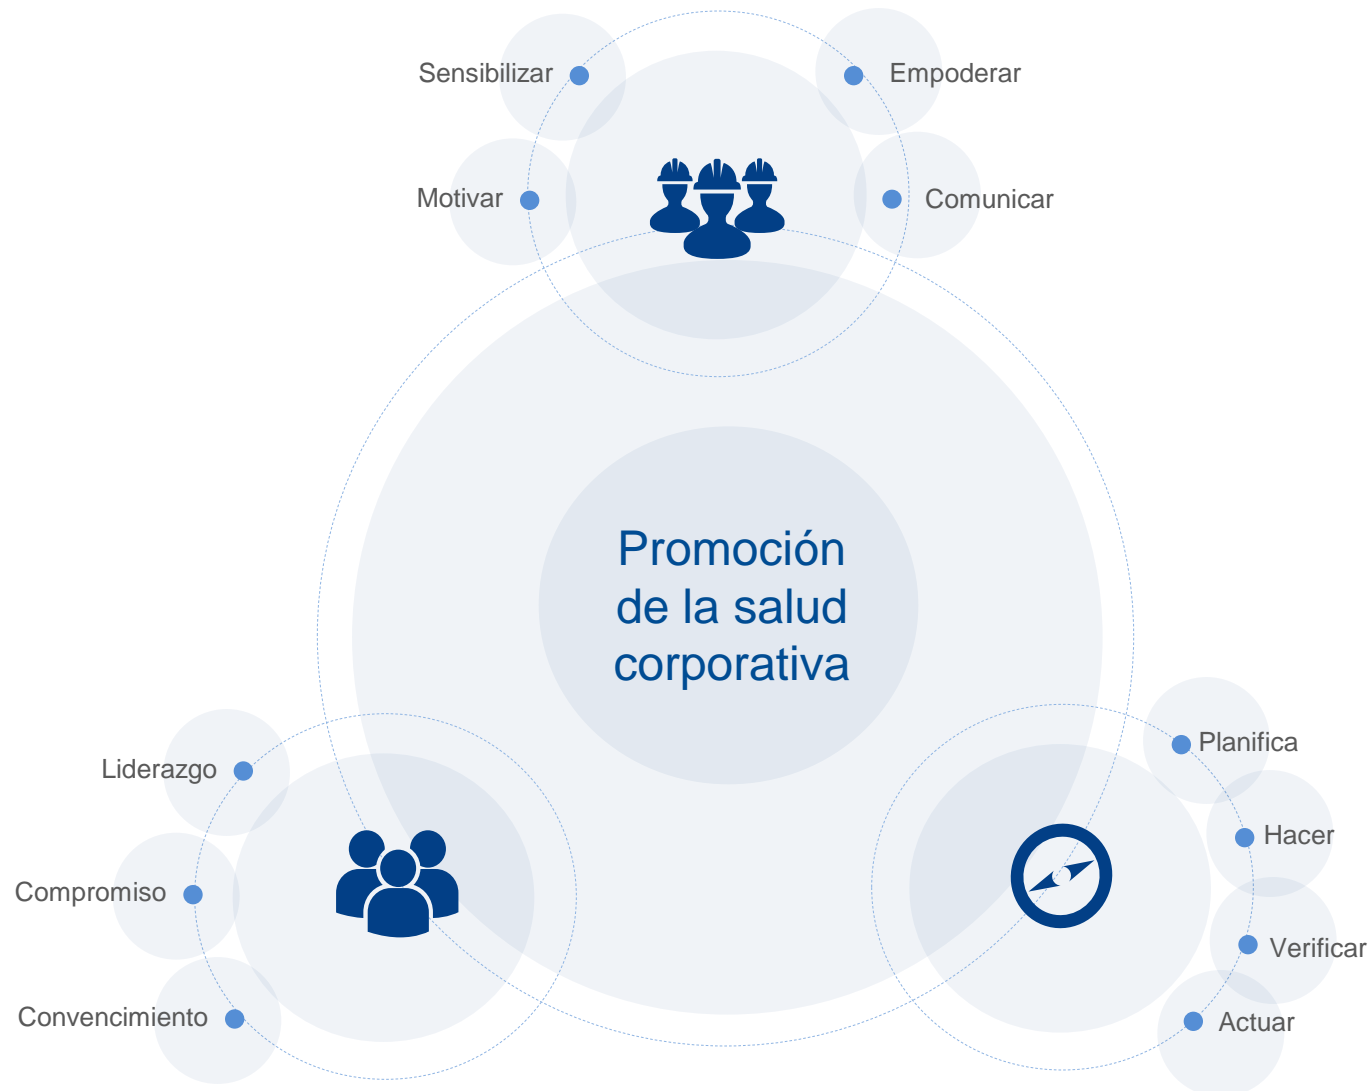 Sensibilizar
Empoderar
Motivar
Comunicar
Promoción
de la salud
corporativa
Liderazgo
Compromiso
Convencimiento
Planifica
Hacer
Verificar
Actuar